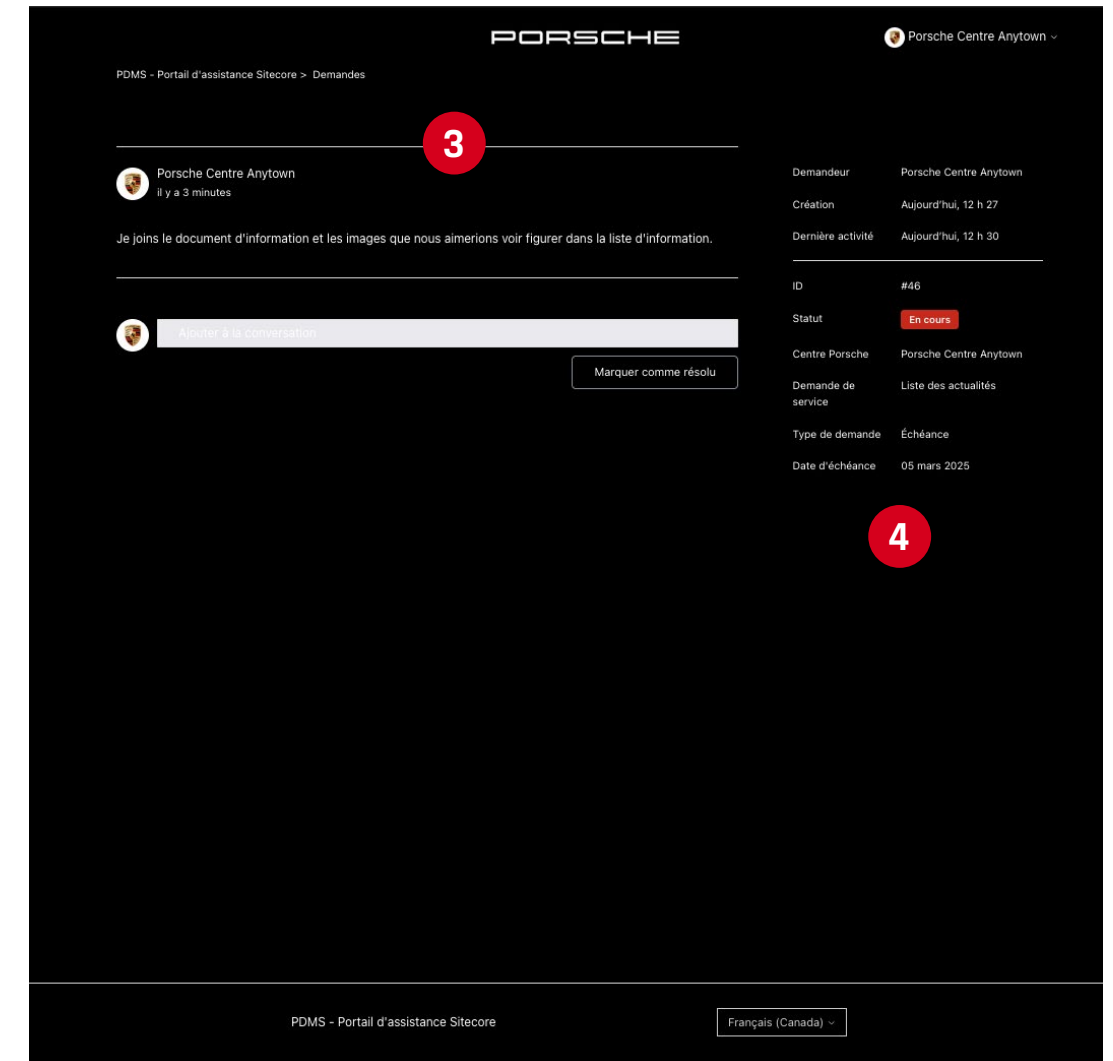 PORSCHE
Porsche Centre Anytown
PDMS - Portail d'assistance Sitecore > Demandes
3
Porsche Centre Anytown
il y a 3 minutes
Je joins le document d'information et les images que nous aimerions voir figurer dans la liste d'information.
Ajouter à la conversation
Marquer comme résolu
Demandeur Porsche Centre Anytown
Création Aujourd'hui, 12 h 27
Dernière activité Aujourd'hui, 12 h 30
ID #46
Statut En cours
Centre Porsche Porsche Centre Anytown
Demande de service Liste des actualités
Type de demande Échéance
Date d'échéance 05 mars 2025
4
PDMS - Portail d'assistance Sitecore
Français (Canada)